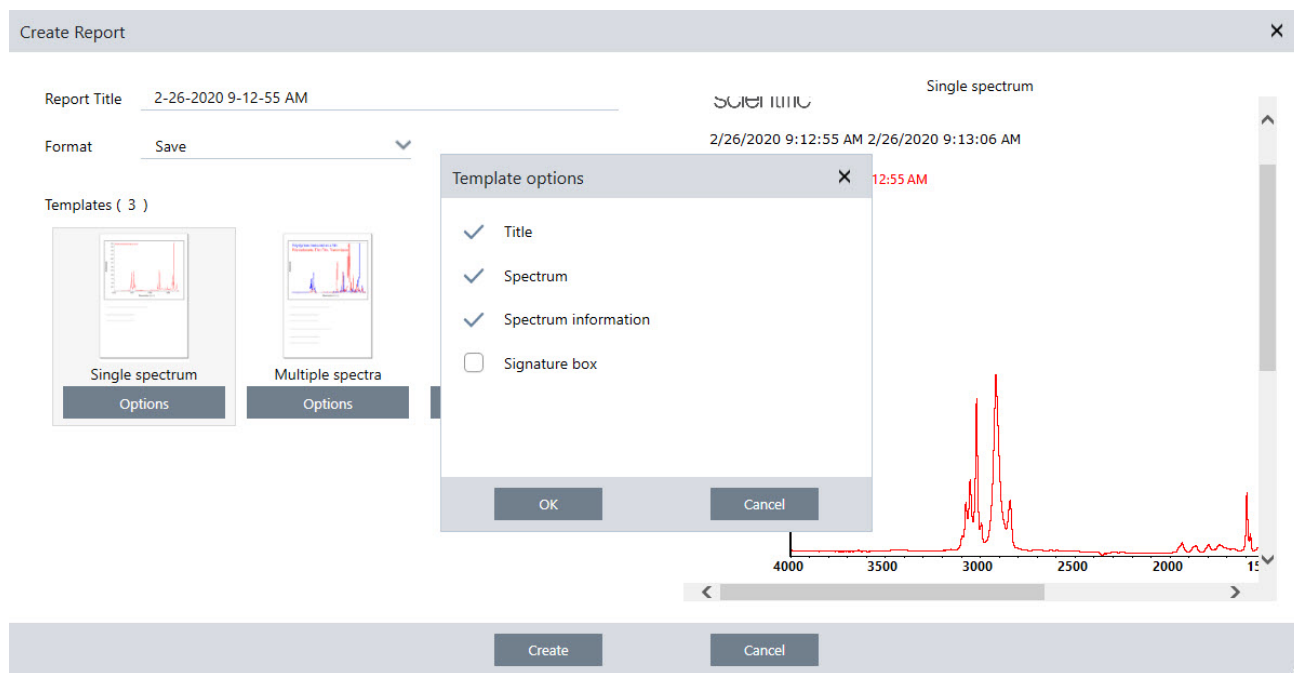 Create Report
Report Title 2-26-2020 9-12-55 AM
Format Save
Templates ( 3 )
Single spectrum
Options
Multiple spectra
Options
Template options
Title
Spectrum
Spectrum information
Signature box
OK Cancel
Single spectrum
scientific
2/26/2020 9:12:55 AM 2/26/2020 9:13:06 AM
12:55 AM
4000 3500 3000 2500 2000
Create Cancel